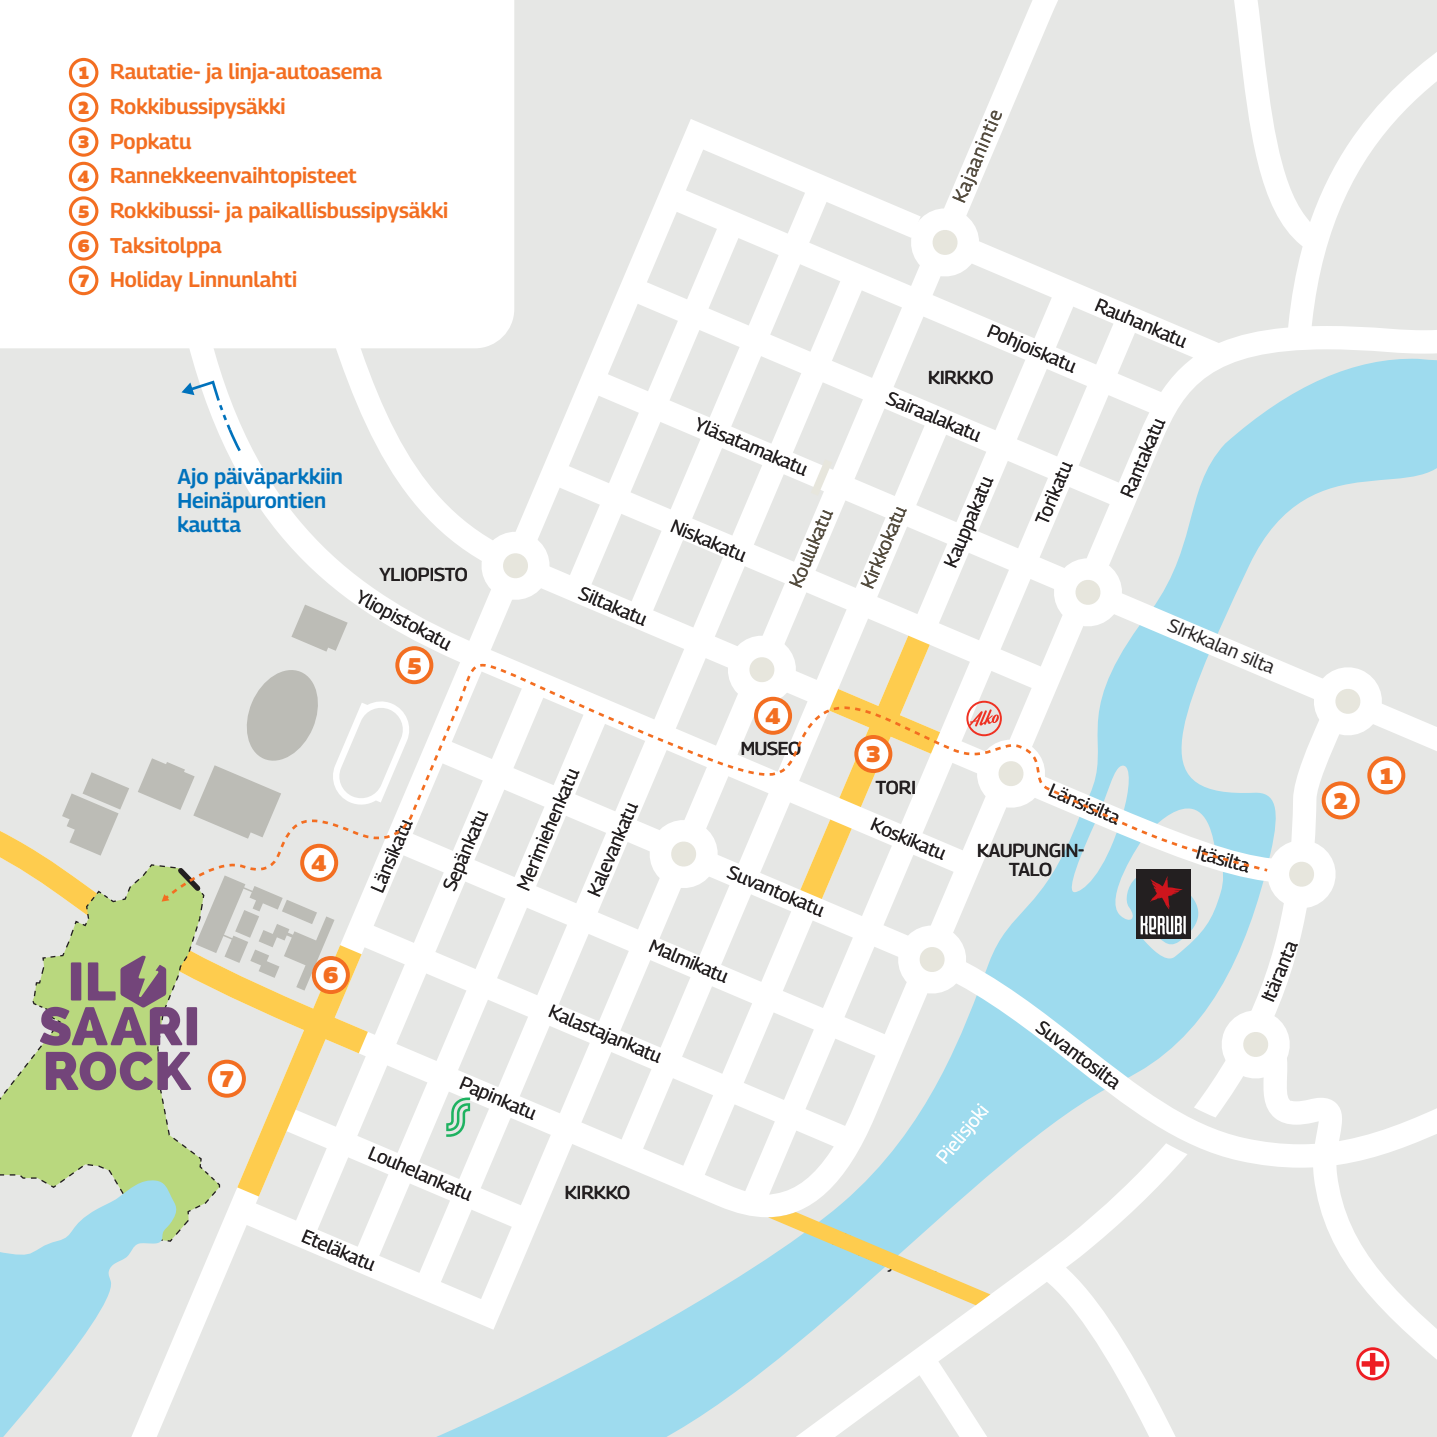 1 Rautatie- ja linja-autoasema
2 Rokkibussipysäkki
3 Popkatu
4 Rannekkeenvaihtopisteet
5 Rokkibussi- ja paikallisbussipysäkki
6 Taksitolppa
7 Holiday Linnunlahti
Kajaanintie
Rauhankatu
Pohjoiskatu
KIRKKO
Sairaalakatu
Yläsatamakatu
Rantakatu
Torikatu
Kauppakatu
Kirkkokatu
Koulukatu
Niskakatu
Ajo päiväparkkiin
Heinäpurontien
kautta
YLIOPISTO
Yliopistokatu
Siltakatu
SIrkkalan silta
5
4
MUSEO
3
TORI
Alko
1
2
Länsisilta
Itäsilta
Koskikatu
KAUPUNGIN-
TALO
KERUBI
Länsikatu
Sepänkatu
Merimiehenkatu
Kalevankatu
Suvantokatu
4
Malmikatu
6
Itäranta
ILOSAARI
ROCK
Kalastajankatu
Suvantosilta
7
Papinkatu
Pielisjoki
Louhelankatu
KIRKKO
Eteläkatu